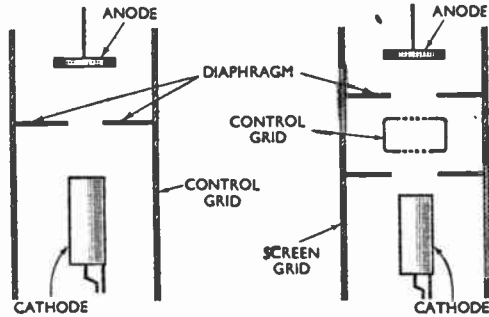 ANODE
ANODE
DIAPHRAGM
CONTROL
GRID
CONTROL
GRID
SCREEN
GRID
CATHODE
CATHODE